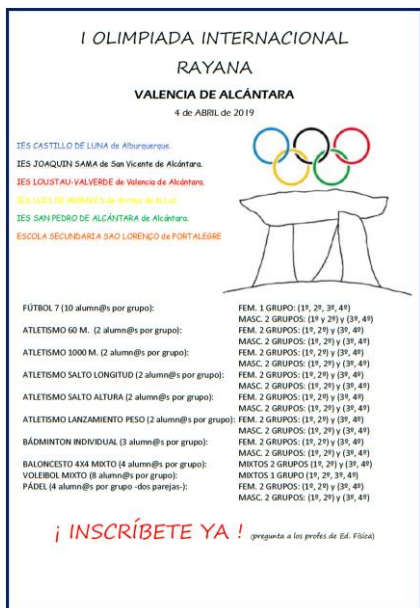 I OLIMPIADA INTERNACIONAL
RAYANA
VALENCIA DE ALCÁNTARA
4 de ABRIL de 2019
IES CASTILLO DE LUNA de Alburquerque.
IES JOAQUIN SAMA de San Vicente de Alcántara.
IES LOUSTAU-VALVERDE de Valencia de Alcántara.
IES LUIS DE MORALES de Arroyo de la Luz.
IES SAN PEDRO DE ALCÁNTARA de Alcántara.
ESCOLA SECUNDARIA SAO LORENÇO de PORTALEGRE
FÚTBOL 7 (10 alumn@s por grupo): FEM. 1 GRUPO: (1º, 2º, 3º, 4º)
MASC. 2 GRUPOS: (1º y 2º) y (3º, 4º)
ATLETISMO 60 M. (2 alumn@s por grupo): FEM. 2 GRUPOS: (1º, 2º) y (3º, 4º)
MASC. 2 GRUPOS: (1º, 2º) y (3º, 4º)
ATLETISMO 1000 M. (2 alumn@s por grupo): FEM. 2 GRUPOS: (1º, 2º) y (3º, 4º)
MASC. 2 GRUPOS: (1º, 2º) y (3º, 4º)
ATLETISMO SALTO LONGITUD (2 alumn@s por grupo): FEM. 2 GRUPOS: (1º, 2º) y (3º, 4º)
MASC. 2 GRUPOS: (1º, 2º) y (3º, 4º)
ATLETISMO SALTO ALTURA (2 alumn@s por grupo): FEM. 2 GRUPOS: (1º, 2º) y (3º, 4º)
MASC. 2 GRUPOS: (1º, 2º) y (3º, 4º)
ATLETISMO LANZAMIENTO PESO (2 alumn@s por grupo): FEM. 2 GRUPOS: (1º, 2º) y (3º, 4º)
MASC. 2 GRUPOS: (1º, 2º) y (3º, 4º)
BÁDMINTON INDIVIDUAL (3 alumn@s por grupo): FEM. 2 GRUPOS: (1º, 2º) y (3º, 4º)
MASC. 2 GRUPOS: (1º, 2º) y (3º, 4º)
BALONCESTO 4X4 MIXTO (4 alumn@s por grupo): MIXTOS 2 GRUPOS (1º, 2º) y (3º, 4º)
VOLEIBOL MIXTO (8 alumn@s por grupo): MIXTOS 1 GRUPO (1º, 2º, 3º, 4º)
PÁDEL (4 alumn@s por grupo -dos parejas-): FEM. 2 GRUPOS: (1º, 2º) y (3º, 4º)
MASC. 2 GRUPOS: (1º, 2º) y (3º, 4º)
¡ INSCRÍBETE YA ! (pregunta a los profes de Ed. Física)